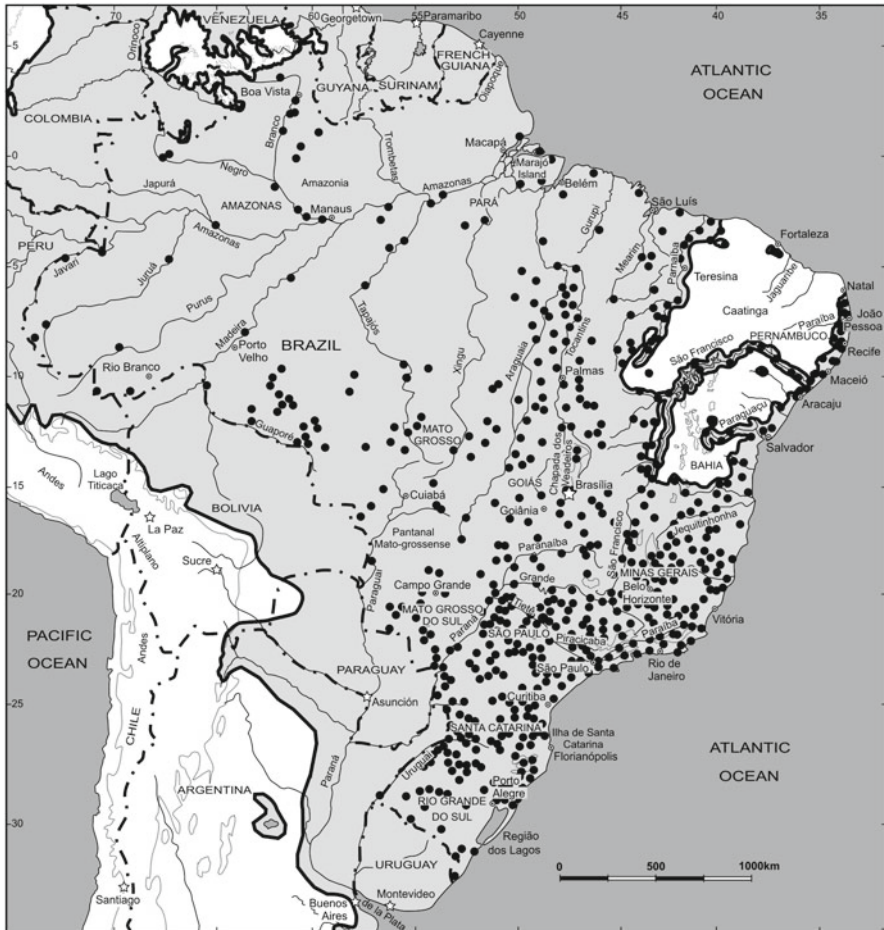 65
60
55
50
45
40
35
VENEZUELA
Georgetown
Paramaribo
Cayenne
Orinoco
5
FRENCH
GUIANA
GUYANA
SURINAM
Oiapoque
ATLANTIC
OCEAN
Boa Vista
COLOMBIA
Branco
Trombetas
Macapá
0
Negro
Amazonia
Marajó
Island
Belém
Japurá
AMAZONAS
Manaus
Amazonas
PARÁ
São Luís
Gurupi
Amazonas
PERU
Javari
Juruá
Mearim
Parnaíba
Fortaleza
5
Teresina
Jaguaribe
Natal
Purus
Tapajós
Caatinga
Paraíba
João
Pessoa
Madeira
Porto
Velho
BRAZIL
Xingu
Araguaia
Tocantins
São Francisco
PERNAMBUCO
Recife
Rio Branco
Palmas
10
Maceió
Aracaju
Guaporé
MATO
GROSSO
Paraguaçu
Salvador
Chapada dos
Veadeiros
BAHIA
15
Andes
Lago
Titicaca
GOIÁS
Brasília
Cuiabá
BOLIVIA
Goiânia
La Paz
Jequitinhonha
Pantanal
Mato-grossense
Paranaíba
São Francisco
Altiplano
Sucre
Paraguai
MINAS GERAIS
Campo Grande
Grande
Belo
Horizonte
20
MATO GROSSO
DO SUL
Tietê
Vitória
PACIFIC
OCEAN
Andes
Paraná
SÃO PAULO
Piracicaba
Paraíba
PARAGUAY
São Paulo
Rio de
Janeiro
Asunción
Curitiba
25
CHILE
SANTA CATARINA
Ilha de Santa
Catarina
Florianópolis
Paraná
Uruguai
ATLANTIC
OCEAN
ARGENTINA
Porto
Alegre
RIO GRANDE
DO SUL
30
Região
dos Lagos
URUGUAY
0
500
1000km
Santiago
Buenos
Aires
Montevideo
de la Plata